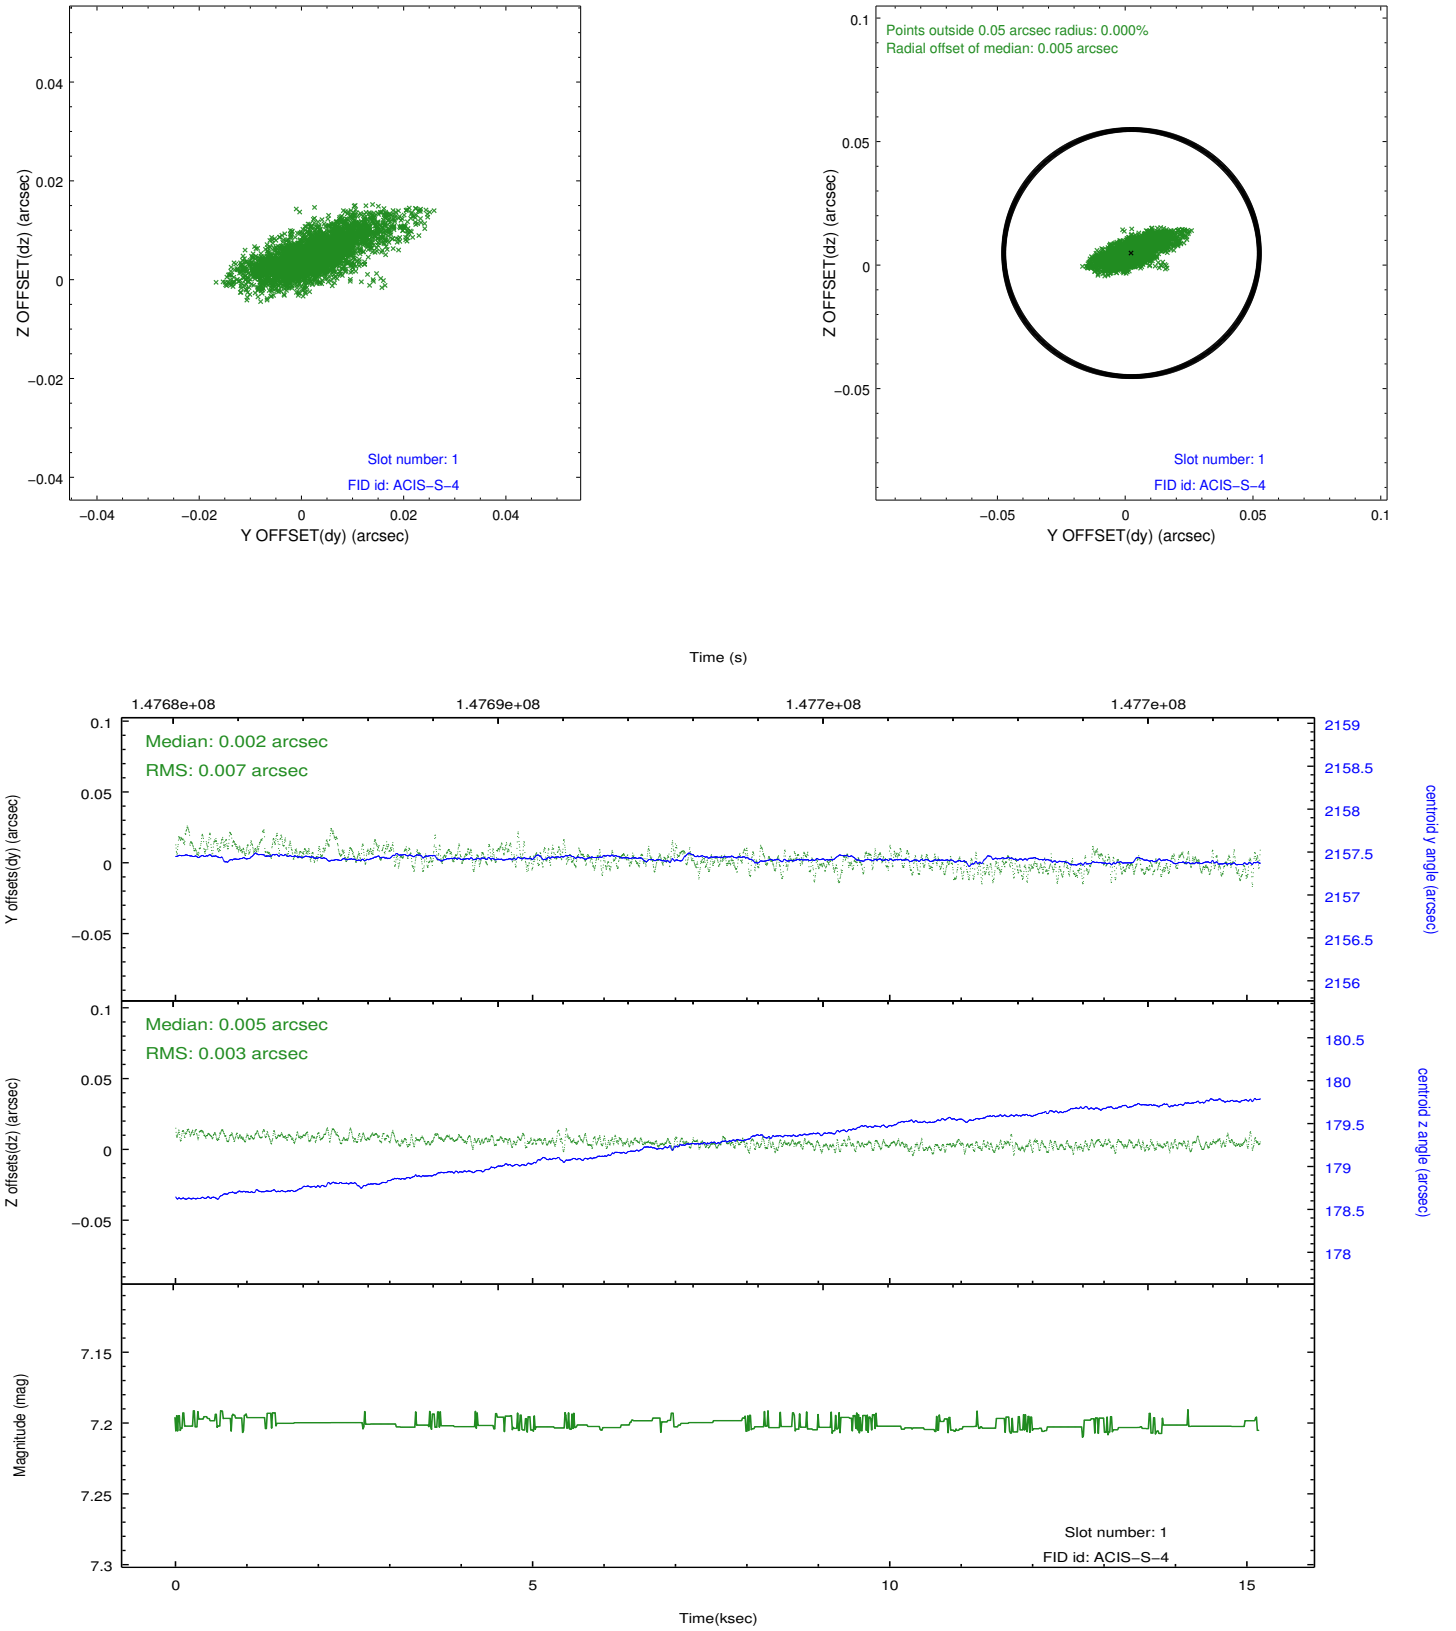 0.04
0.02
0
−0.02
−0.04
Z OFFSET(dz) (arcsec)
Slot number: 1
FID id: ACIS−S−4
−0.04
−0.02
0
0.02
0.04
Y OFFSET(dy) (arcsec)
0.1
0.05
0
−0.05
Z OFFSET(dz) (arcsec)
Points outside 0.05 arcsec radius: 0.000%
Radial offset of median: 0.005 arcsec
Slot number: 1
FID id: ACIS−S−4
−0.05
0
0.05
0.1
Y OFFSET(dy) (arcsec)
Time (s)
1.4768e+08
1.4769e+08
1.477e+08
1.477e+08
0.1
0.05
0
−0.05
Y offsets(dy) (arcsec)
Median: 0.002 arcsec
RMS: 0.007 arcsec
2159
2158.5
2158
2157.5
2157
2156.5
2156
centroid y angle (arcsec)
0.1
0.05
0
−0.05
Z offsets(dz) (arcsec)
Median: 0.005 arcsec
RMS: 0.003 arcsec
180.5
180
179.5
179
178.5
178
centroid z angle (arcsec)
7.15
7.2
7.25
7.3
Magnitude (mag)
Slot number: 1
FID id: ACIS−S−4
0
5
10
15
Time(ksec)